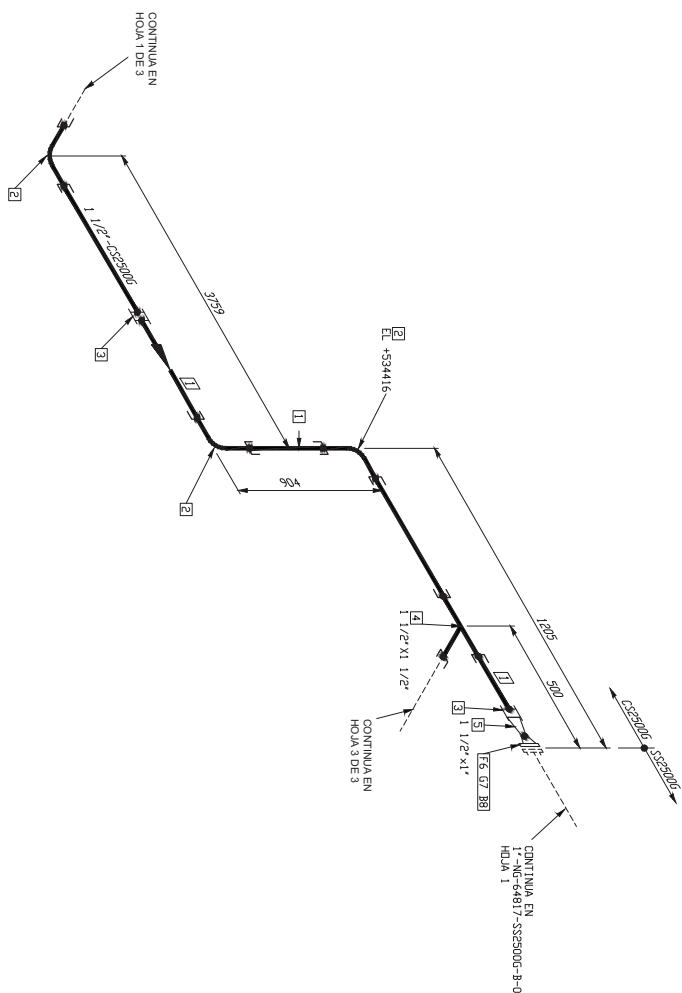 CONTINUA EN
HOJA 1 DE 3
2
1 1/2"-CS2500G
3
1
3759
2
EL +534416
1
904
2
1205
500
4
1 1/2"X1 1/2"
1
3
5
1 1/2"x1"
F6 G7 B8
CS2500G
SS2500G
CONTINUA EN
HOJA 3 DE 3
CONTINUA EN
1"-NG-64817-SS2500G-B-0
HOJA 1